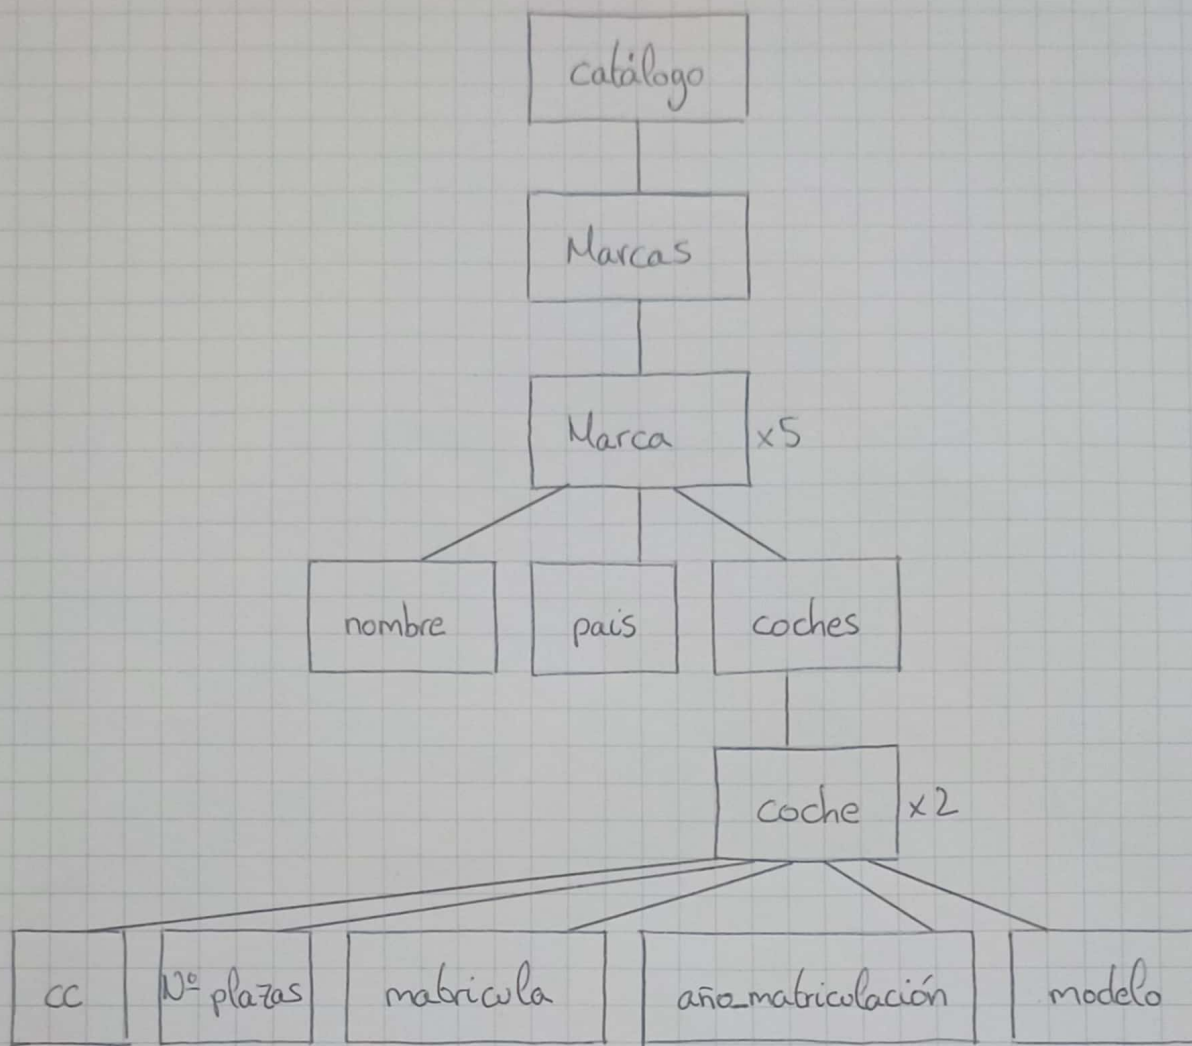 catálogo
Marcas
Marca x5
nombre
pais
coches
coche x2
cc
Nº plazas
matricula
año_matriculación
modelo